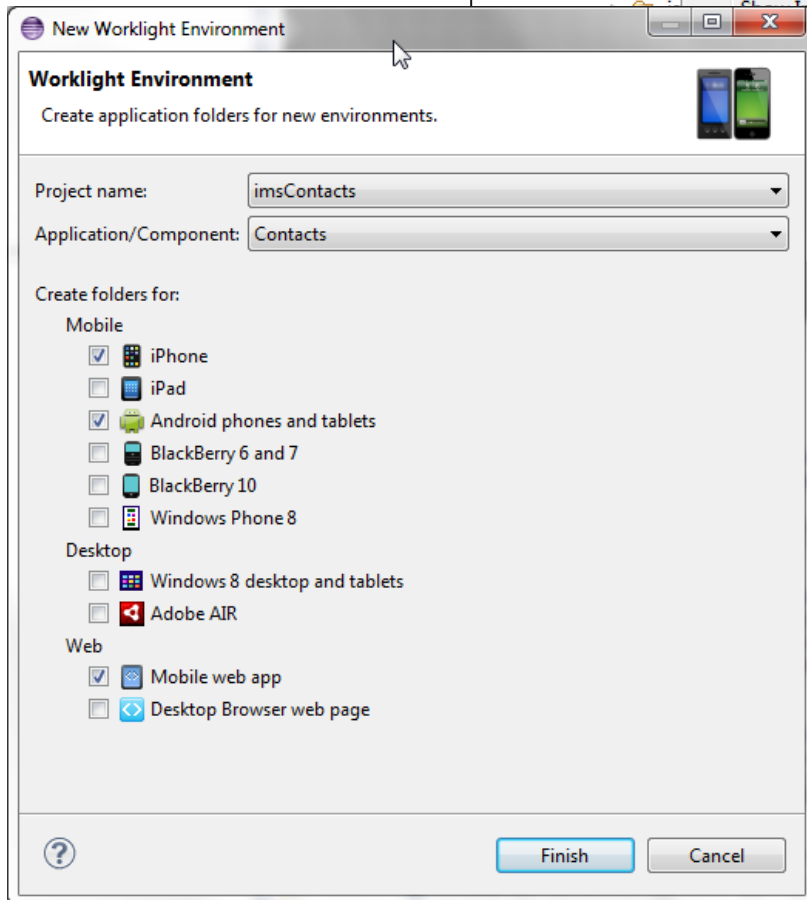 New Worklight Environment
Worklight Environment
Create application folders for new environments.
Project name: imsContacts
Application/Component: Contacts
Create folders for:
Mobile
iPhone
iPad
Android phones and tablets
BlackBerry 6 and 7
BlackBerry 10
Windows Phone 8
Desktop
Windows 8 desktop and tablets
Adobe AIR
Web
Mobile web app
Desktop Browser web page
? Finish Cancel